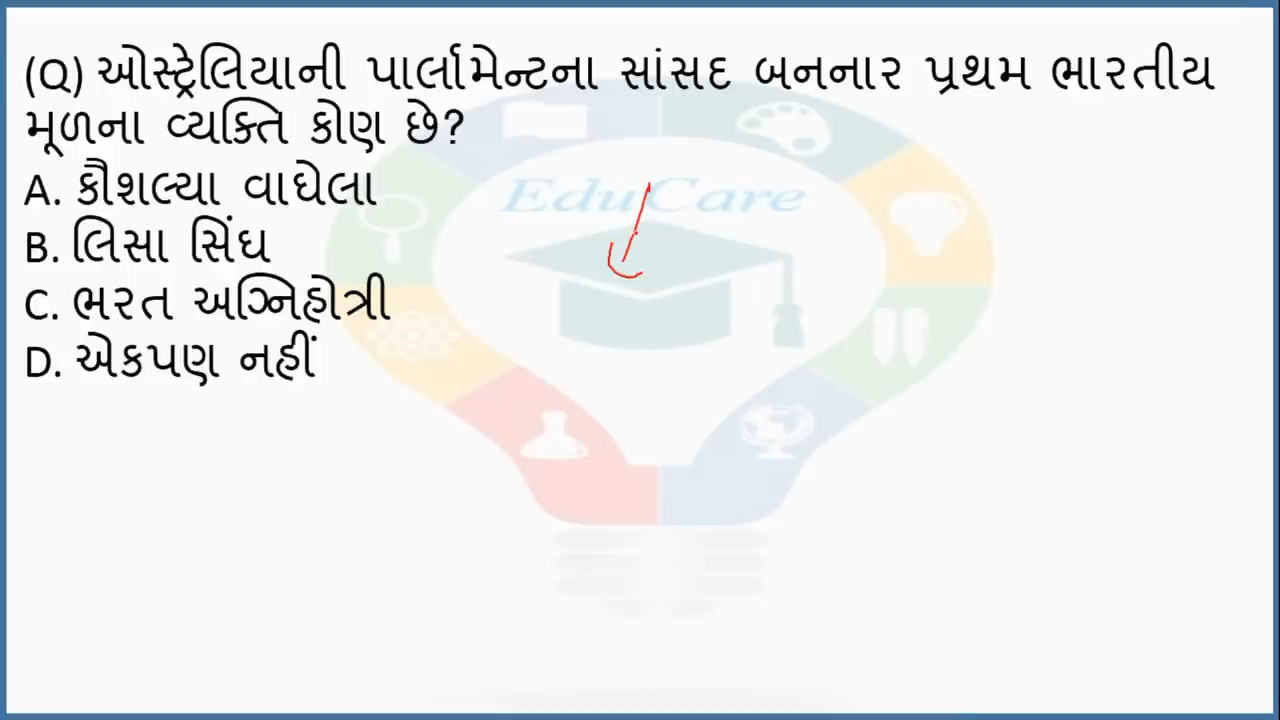 (Q) ઓસ્ટ્રેલિયાની પાર્લામેન્ટના સાંસદ બનનાર પ્રથમ ભારતીય
મૂળના વ્યક્તિ કોણ છે?
A. કૌશલ્યા વાઘેલા
B. લિસા સિંઘ
C. ભરત અગ્નિહોત્રી
D. એકપણ નહીં
EduCare